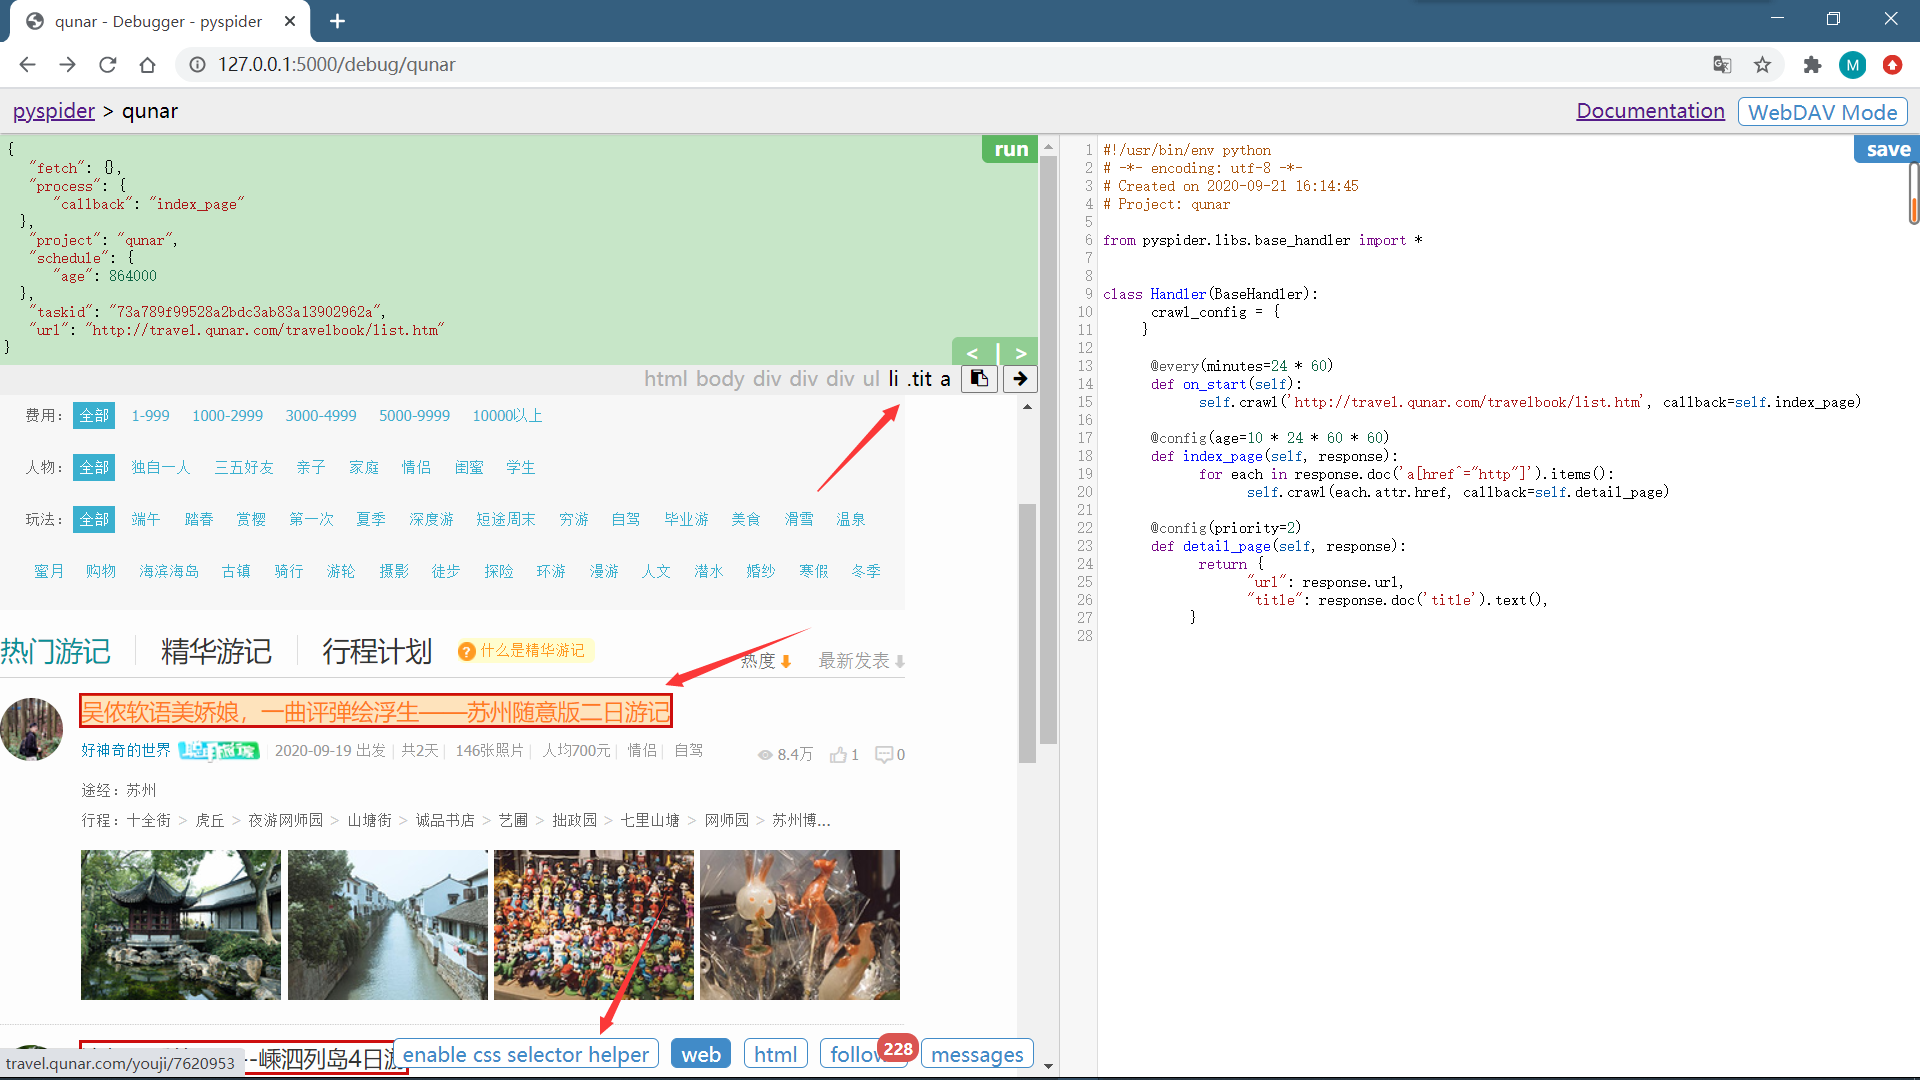 qunar - Debugger - pyspider
127.0.0.1:5000/debug/qunar
M
pyspider > qunar
Documentation
WebDAV Mode
{
"fetch": {},
"process": {
"callback": "index_page"
},
"project": "qunar",
"schedule": {
"age": 864000
},
"taskid": "73a789f99528a2bdc3ab83a13902962a",
"url": "http://travel.qunar.com/travelbook/list.htm"
}
run
< | >
html body div div div ul li .tit a
费用： 全部 1-999 1000-2999 3000-4999 5000-9999 10000以上
人物： 全部 独自一人 三五好友 亲子 家庭 情侣 闺蜜 学生
玩法： 全部 端午 踏春 赏樱 第一次 夏季 深度游 短途周末 穷游 自驾 毕业游 美食 滑雪 温泉
蜜月 购物 海滨海岛 古镇 骑行 游轮 摄影 徒步 探险 环游 漫游 人文 潜水 婚纱 寒假 冬季
热门游记 精华游记 行程计划 ? 什么是精华游记 热度 最新发表
吴侬软语美娇娘，一曲评弹绘浮生——苏州随意版二日游记
好神奇的世界 2020-09-19 出发 共2天 146张照片 人均700元 情侣 自驾 8.4万 1 0
途经：苏州
行程：十全街 > 虎丘 > 夜游网师园 > 山塘街 > 诚品书店 > 艺圃 > 拙政园 > 七里山塘 > 网师园 > 苏州博...
--嵊泗列岛4日游
travel.qunar.com/youji/7620953
enable css selector helper
web
html
follow
228
messages
save
1 #!/usr/bin/env python
2 # -*- encoding: utf-8 -*-
3 # Created on 2020-09-21 16:14:45
4 # Project: qunar
5
6 from pyspider.libs.base_handler import *
7
8
9 class Handler(BaseHandler):
10 crawl_config = {
11 }
12
13 @every(minutes=24 * 60)
14 def on_start(self):
15 self.crawl('http://travel.qunar.com/travelbook/list.htm', callback=self.index_page)
16
17 @config(age=10 * 24 * 60 * 60)
18 def index_page(self, response):
19 for each in response.doc('a[href^="http"]').items():
20 self.crawl(each.attr.href, callback=self.detail_page)
21
22 @config(priority=2)
23 def detail_page(self, response):
24 return {
25 "url": response.url,
26 "title": response.doc('title').text(),
27 }
28